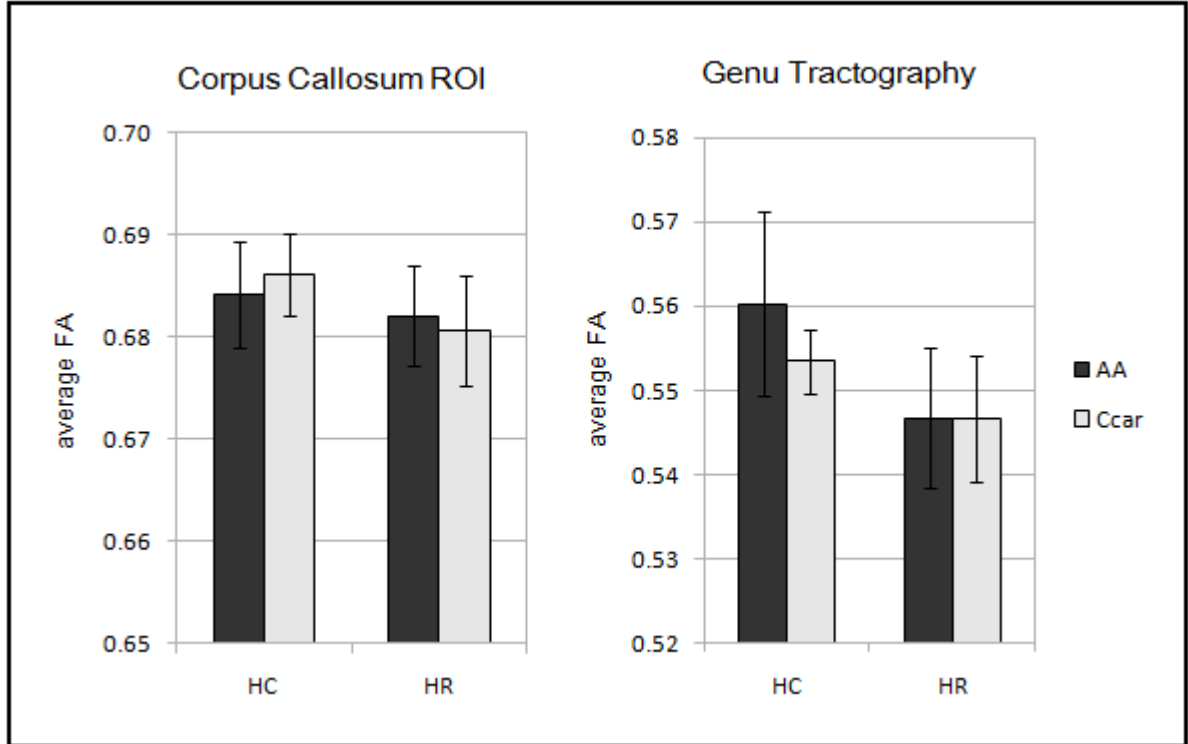 Corpus Callosum ROI
average FA
0.70
0.69
0.68
0.67
0.66
0.65
HC
HR
Genu Tractography
average FA
0.58
0.57
0.56
0.55
0.54
0.53
0.52
HC
HR
AA
Ccar